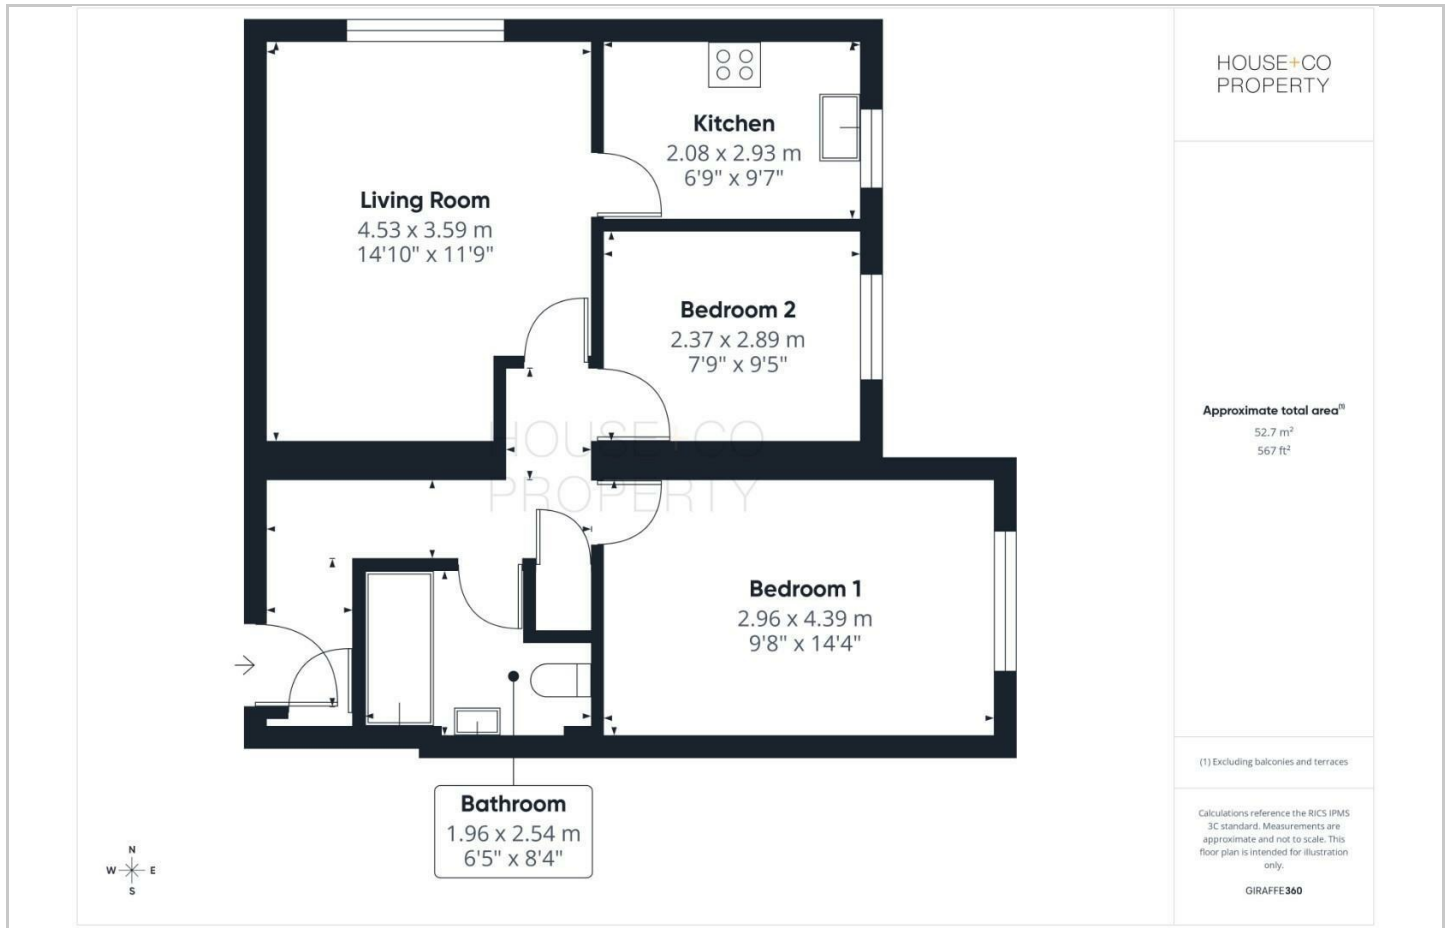 HOUSE+CO
PROPERTY
Kitchen
2.08 x 2.93 m
6'9" x 9'7"
Living Room
4.53 x 3.59 m
14'10" x 11'9"
Bedroom 2
2.37 x 2.89 m
7'9" x 9'5"
HOUSE+CO
PROPERTY
Bedroom 1
2.96 x 4.39 m
9'8" x 14'4"
Bathroom
1.96 x 2.54 m
6'5" x 8'4"
N
W E
S
Approximate total area(1)
52.7 m²
567 ft²
(1) Excluding balconies and terraces
Calculations reference the RICS IPMS
3C standard. Measurements are
approximate and not to scale. This
floor plan is intended for illustration
only.
GIRAFFE360